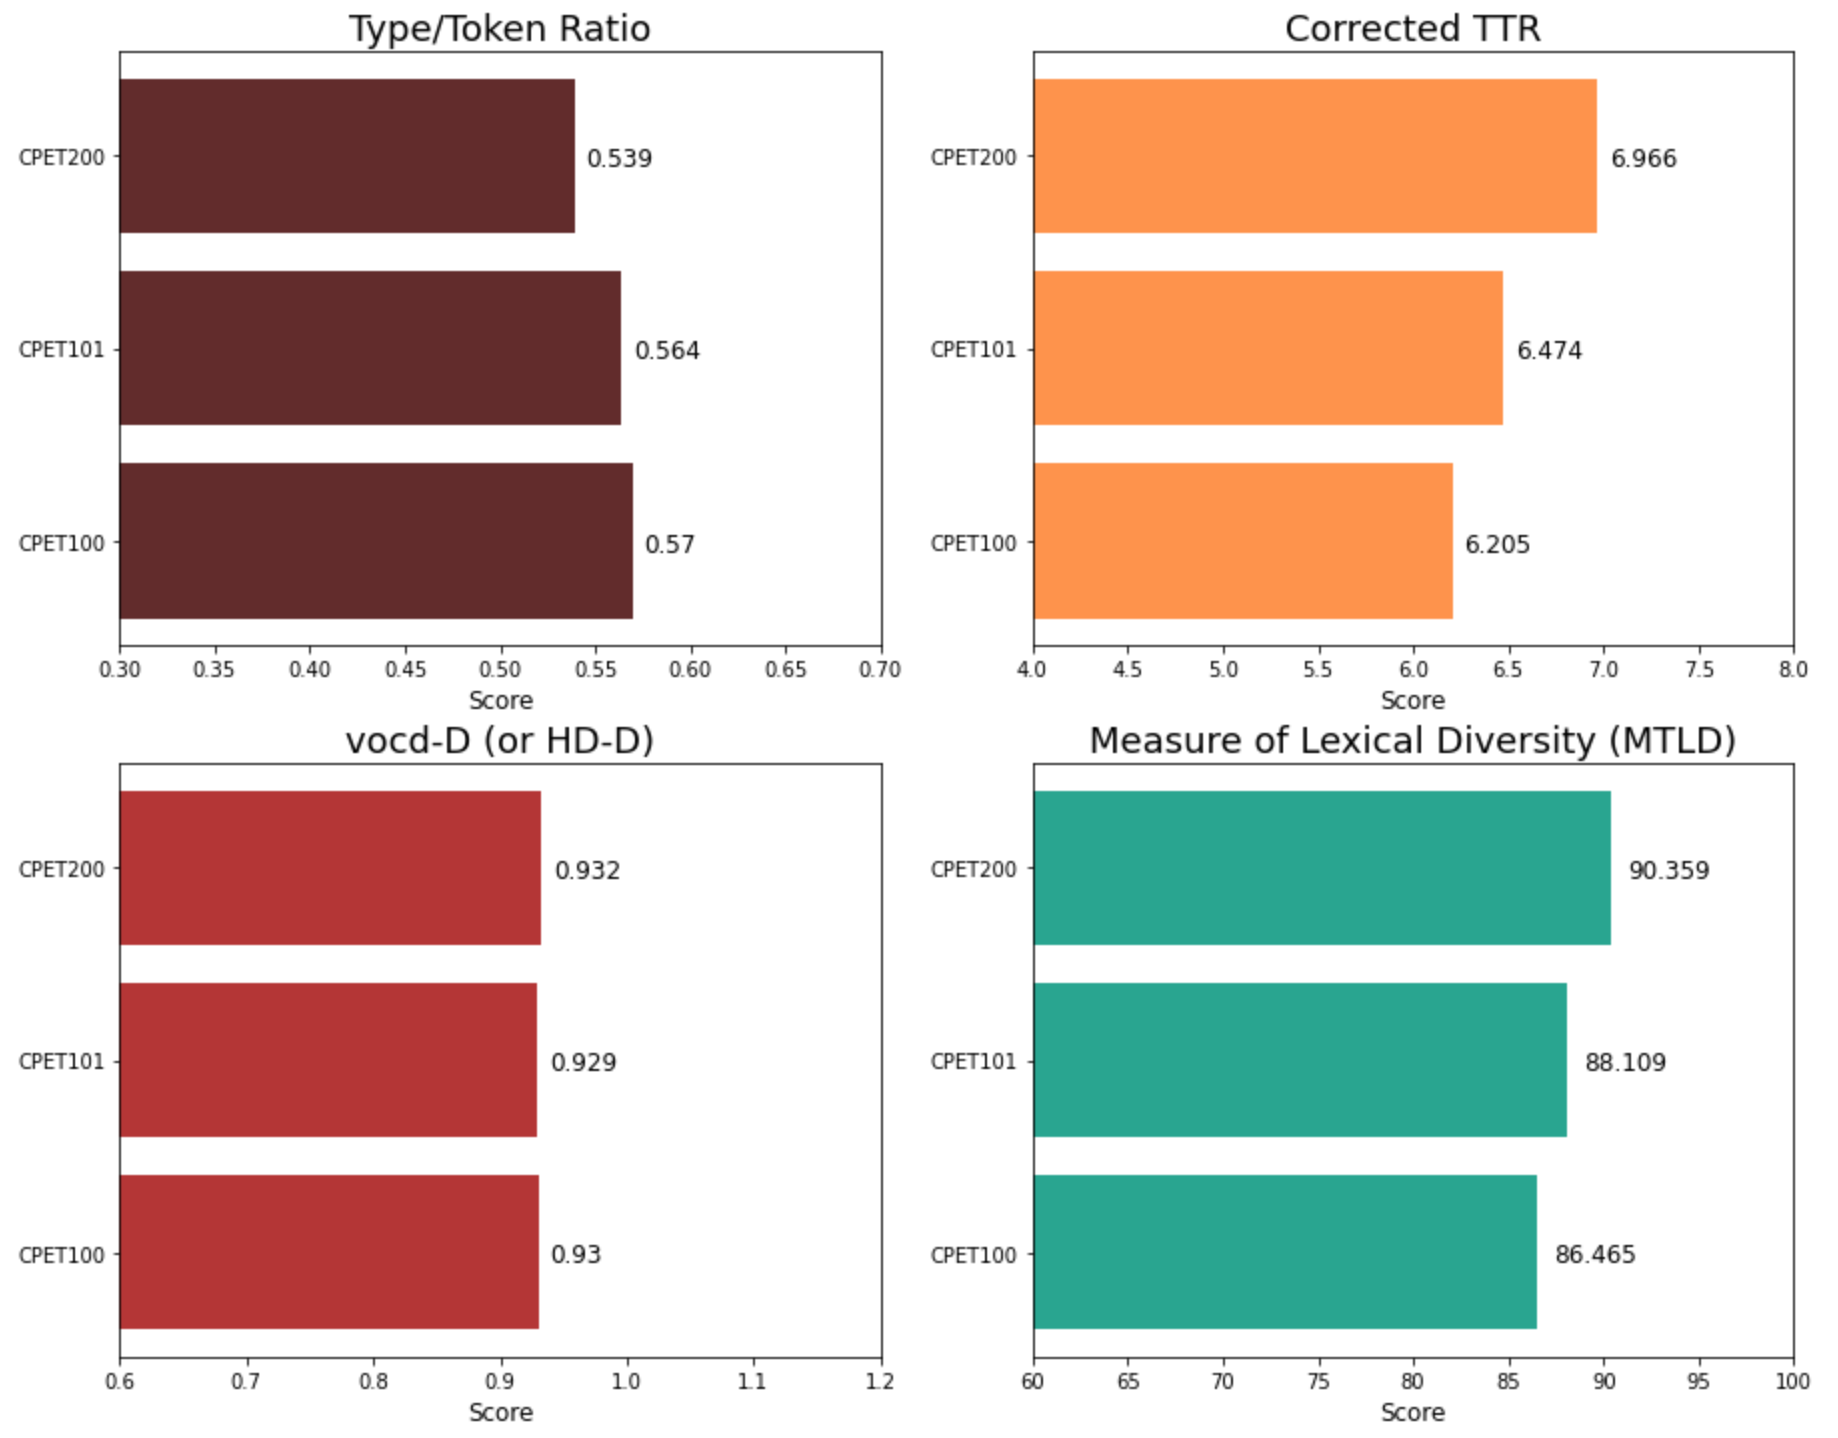 Type/Token Ratio
CPET200
0.539
CPET101
0.564
CPET100
0.57
0.30 0.35 0.40 0.45 0.50 0.55 0.60 0.65 0.70
Score
Corrected TTR
CPET200
6.966
CPET101
6.474
CPET100
6.205
4.0 4.5 5.0 5.5 6.0 6.5 7.0 7.5 8.0
Score
vocd-D (or HD-D)
CPET200
0.932
CPET101
0.929
CPET100
0.93
0.6 0.7 0.8 0.9 1.0 1.1 1.2
Score
Measure of Lexical Diversity (MTLD)
CPET200
90.359
CPET101
88.109
CPET100
86.465
60 65 70 75 80 85 90 95 100
Score